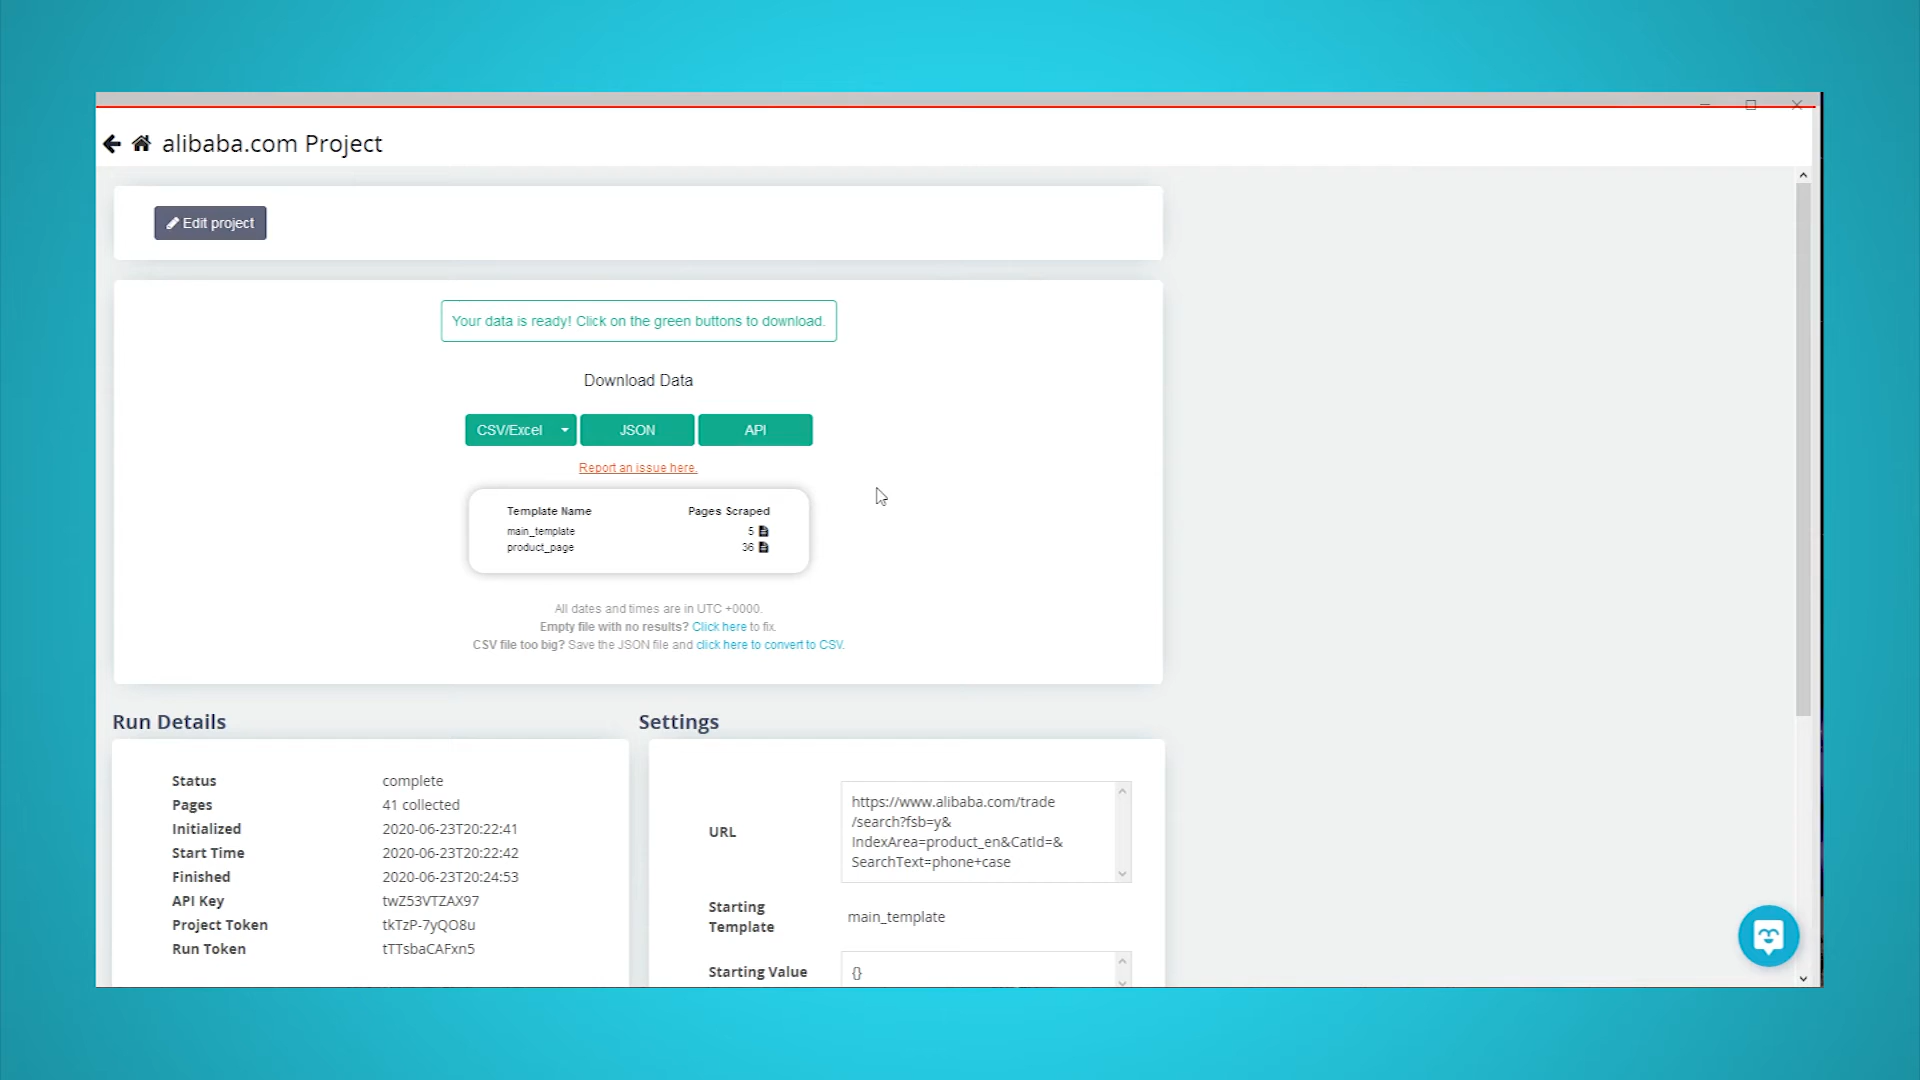 alibaba.com Project
Edit project
Your data is ready! Click on the green buttons to download.
Download Data
CSV/Excel JSON API
Report an issue here.
Template Name Pages Scraped
main_template 5
product_page 36
All dates and times are in UTC +0000.
Empty file with no results? Click here to fix.
CSV file too big? Save the JSON file and click here to convert to CSV.
Run Details
Status complete
Pages 41 collected
Initialized 2020-06-23T20:22:41
Start Time 2020-06-23T20:22:42
Finished 2020-06-23T20:24:53
API Key twZ53VTZAX97
Project Token tkTzP-7yQO8u
Run Token tTTsbaCAFxn5
Settings
URL
https://www.alibaba.com/trade
/search?fsb=y&
IndexArea=product_en&CatId=&
SearchText=phone+case
Starting
Template
main_template
Starting Value {}